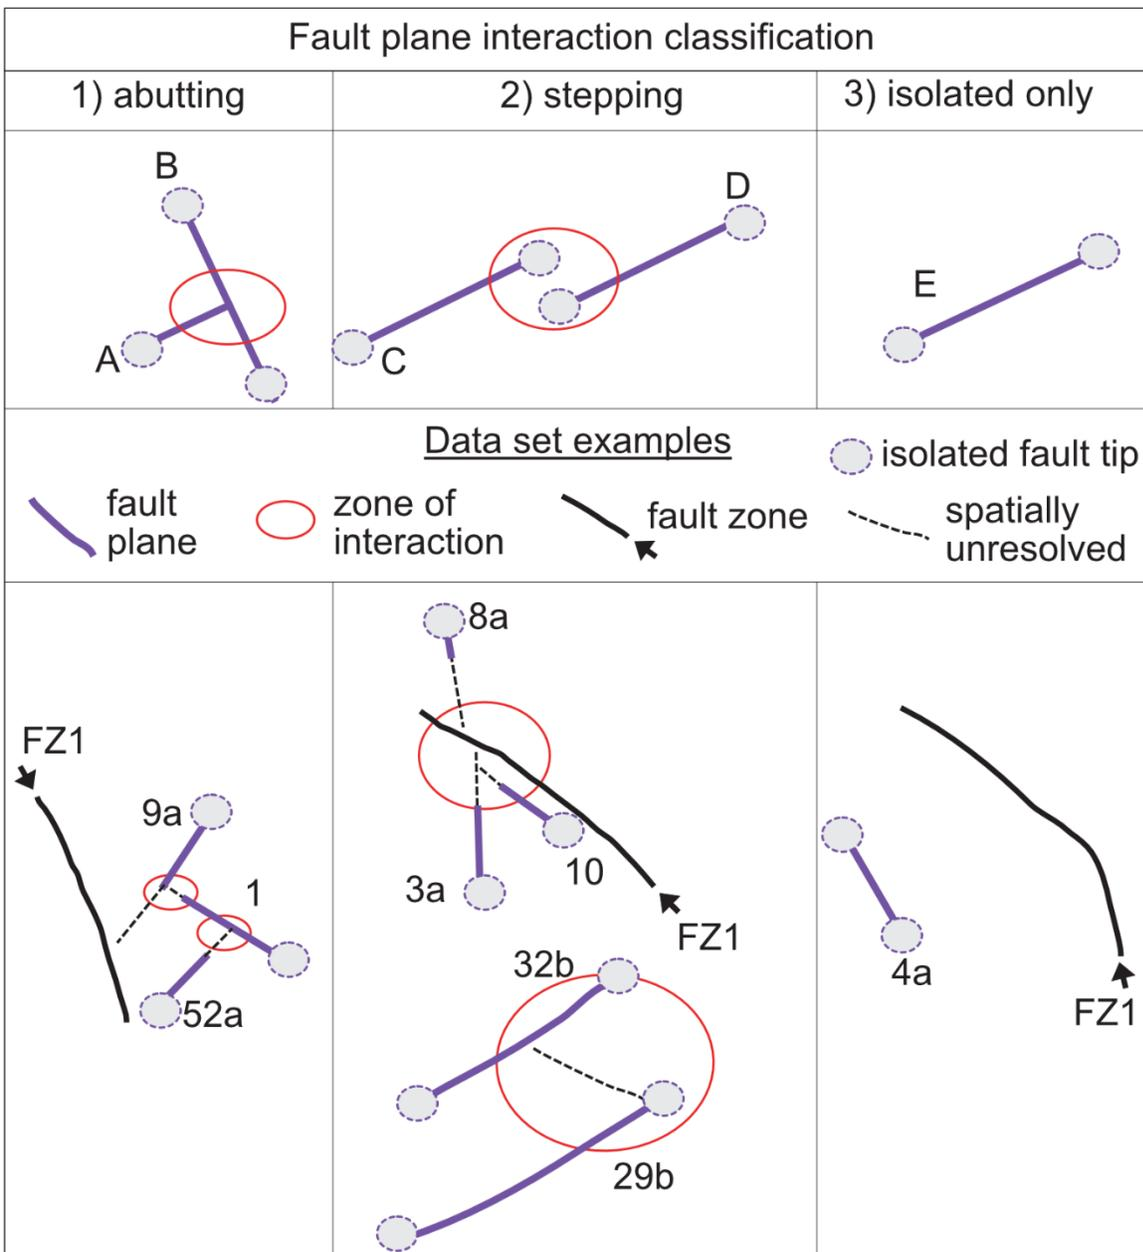 Fault plane interaction classification
1) abutting
2) stepping
3) isolated only
B
A
D
C
E
Data set examples
isolated fault tip
fault
plane
zone of
interaction
fault zone
spatially
unresolved
FZ1
9a
1
52a
8a
3a
10
FZ1
32b
29b
4a
FZ1